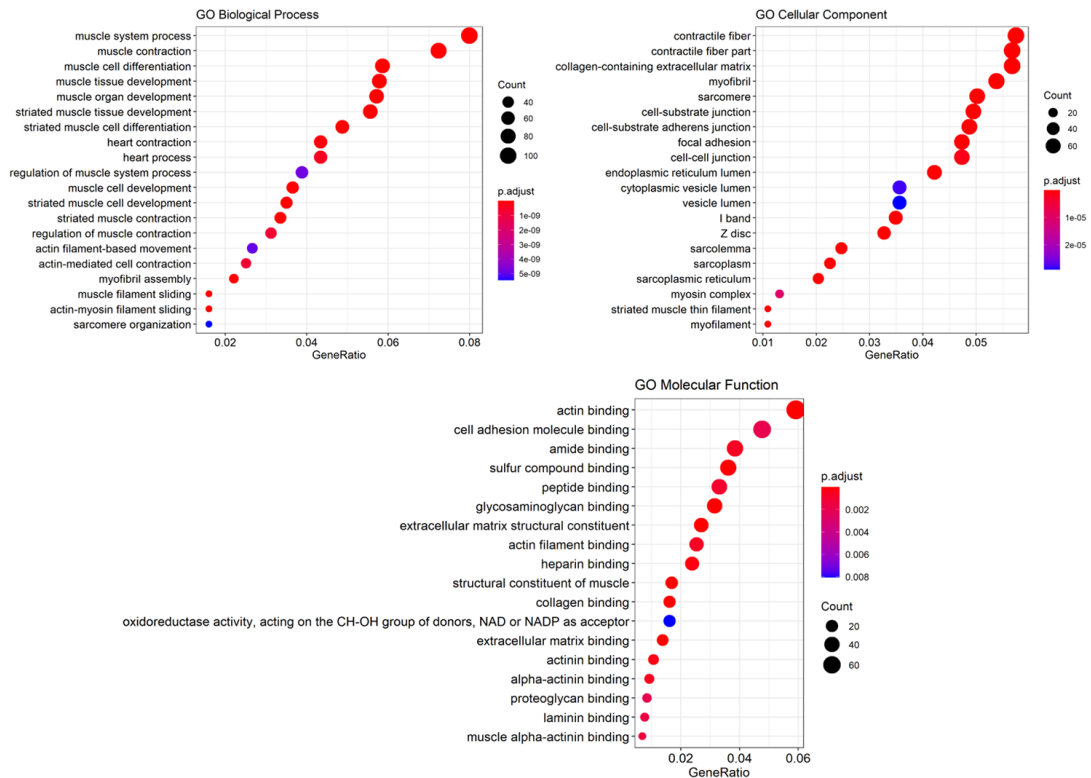 GO Biological Process
muscle system process
muscle contraction
muscle cell differentiation
muscle tissue development
muscle organ development
striated muscle tissue development
striated muscle cell differentiation
heart contraction
heart process
regulation of muscle system process
muscle cell development
striated muscle cell development
striated muscle contraction
regulation of muscle contraction
actin filament-based movement
actin-mediated cell contraction
myofibril assembly
muscle filament sliding
actin-myosin filament sliding
sarcomere organization
0.02 0.04 0.06 0.08
GeneRatio
Count
40
60
80
100
p.adjust
1e-09
2e-09
3e-09
4e-09
5e-09
GO Cellular Component
contractile fiber
contractile fiber part
collagen-containing extracellular matrix
myofibril
sarcomere
cell-substrate junction
cell-substrate adherens junction
focal adhesion
cell-cell junction
endoplasmic reticulum lumen
cytoplasmic vesicle lumen
vesicle lumen
I band
Z disc
sarcolemma
sarcoplasm
sarcoplasmic reticulum
myosin complex
striated muscle thin filament
myofilament
0.01 0.02 0.03 0.04 0.05
GeneRatio
Count
20
40
60
p.adjust
1e-05
2e-05
GO Molecular Function
actin binding
cell adhesion molecule binding
amide binding
sulfur compound binding
peptide binding
glycosaminoglycan binding
extracellular matrix structural constituent
actin filament binding
heparin binding
structural constituent of muscle
collagen binding
oxidoreductase activity, acting on the CH-OH group of donors, NAD or NADP as acceptor
extracellular matrix binding
actinin binding
alpha-actinin binding
proteoglycan binding
laminin binding
muscle alpha-actinin binding
0.02 0.04 0.06
GeneRatio
p.adjust
0.002
0.004
0.006
0.008
Count
20
40
60